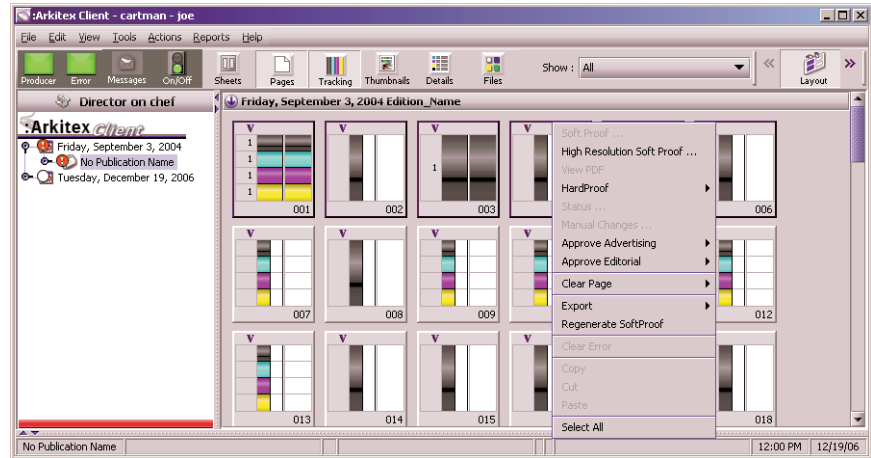 :Arkitex Client - cartman - joe
File Edit View Tools Actions Reports Help
Producer Error Messages On/Off Sheets Pages Tracking Thumbnails Details Files Show : All Layout
Director on chef
Friday, September 3, 2004 Edition_Name
:Arkitex Client
Friday, September 3, 2004
No Publication Name
Tuesday, December 19, 2006
V V V V
1
1
1
1
1
001 002 003 006
V V V V
007 008 009 012
V V V V
013 014 015 018
Soft Proof ...
High Resolution Soft Proof ...
View PDF
HardProof
Status ...
Manual Changes ...
Approve Advertising
Approve Editorial
Clear Page
Export
Regenerate SoftProof
Clear Error
Copy
Cut
Paste
Select All
No Publication Name 12:00 PM 12/19/06